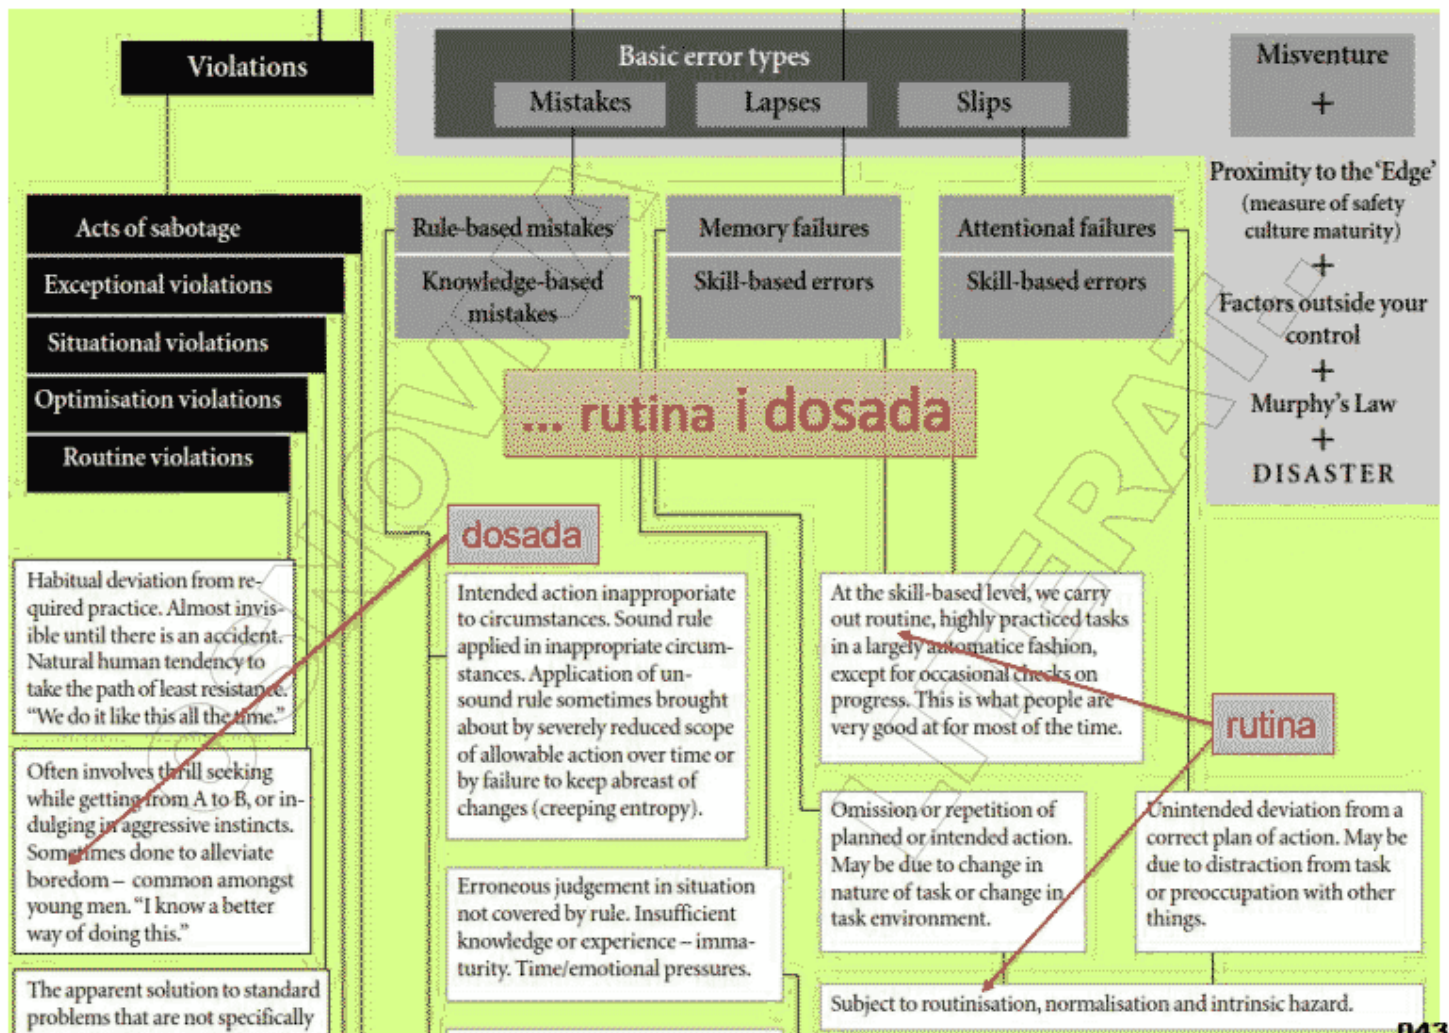 Violations
Basic error types
Mistakes
Lapses
Slips
Misventure
+
Proximity to the ‘Edge’
(measure of safety
culture maturity)
+
Factors outside your
control
+
Murphy’s Law
+
DISASTER
Acts of sabotage
Exceptional violations
Situational violations
Optimisation violations
Routine violations
Rule-based mistakes
Knowledge-based
mistakes
Memory failures
Skill-based errors
Attentional failures
Skill-based errors
... rutina i dosada
dosada
rutina
Habitual deviation from re-
quired practice. Almost invis-
ible until there is an accident.
Natural human tendency to
take the path of least resistance.
“We do it like this all the time.”
Often involves thrill seeking
while getting from A to B, or in-
dulging in aggressive instincts.
Sometimes done to alleviate
boredom – common amongst
young men. “I know a better
way of doing this.”
The apparent solution to standard
problems that are not specifically
Intended action inapproporiate
to circumstances. Sound rule
applied in inappropriate circum-
stances. Application of un-
sound rule sometimes brought
about by severely reduced scope
of allowable action over time or
by failure to keep abreast of
changes (creeping entropy).
Erroneous judgement in situation
not covered by rule. Insufficient
knowledge or experience – imma-
turity. Time/emotional pressures.
At the skill-based level, we carry
out routine, highly practiced tasks
in a largely automatice fashion,
except for occasional checks on
progress. This is what people are
very good at for most of the time.
Omission or repetition of
planned or intended action.
May be due to change in
nature of task or change in
task environment.
Unintended deviation from a
correct plan of action. May be
due to distraction from task
or preoccupation with other
things.
Subject to routinisation, normalisation and intrinsic hazard.